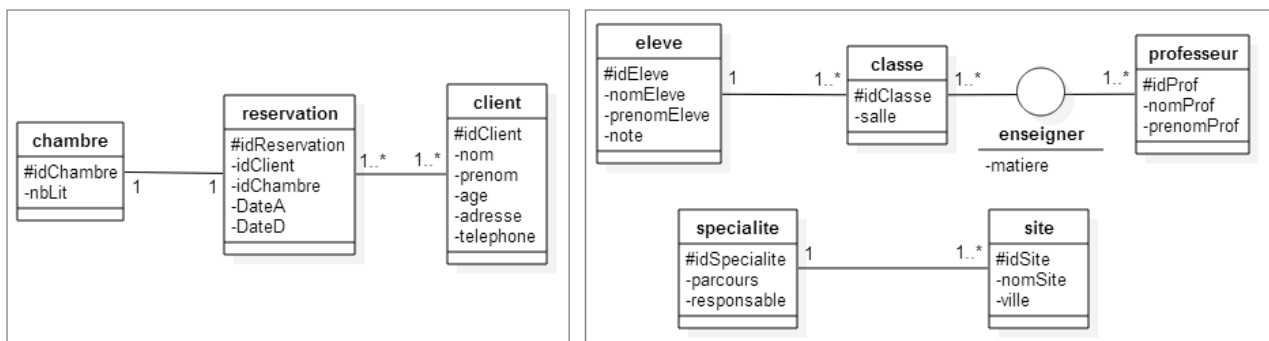 chambre
#idChambre
-nbLit
1
1
reservation
#idReservation
-idClient
-idChambre
-DateA
-DateD
1..*
1..*
client
#idClient
-nom
-prenom
-age
-adresse
-telephone
eleve
#idEleve
-nomEleve
-prenomEleve
-note
1
1..*
classe
#idClasse
-salle
1..*
enseigner
-matiere
1..*
professeur
#idProf
-nomProf
-prenomProf
specialite
#idSpecialite
-parcours
-responsable
1
1..*
site
#idSite
-nomSite
-ville